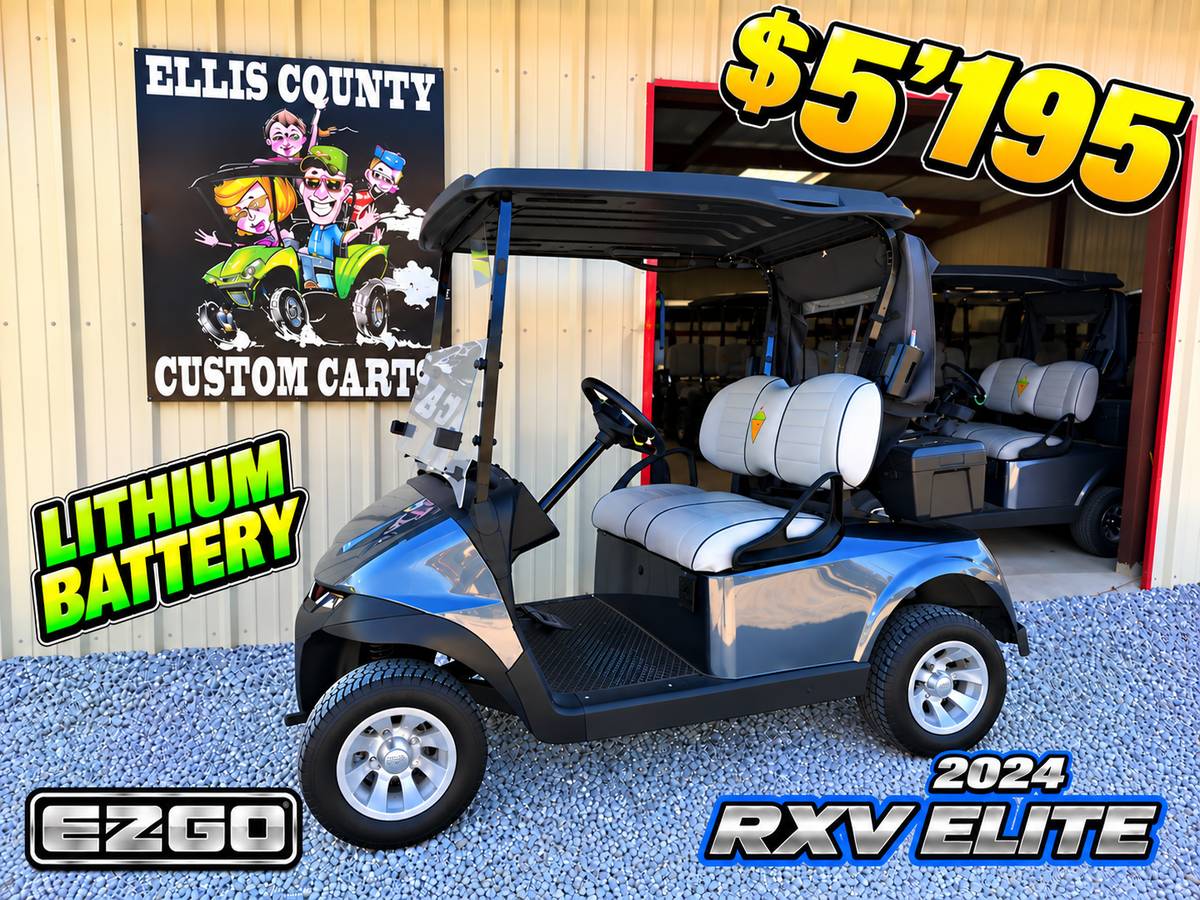 ELLIS COUNTY
CUSTOM CARTS
$5'195
LITHIUM
BATTERY
EZGO
2024
RXV ELITE